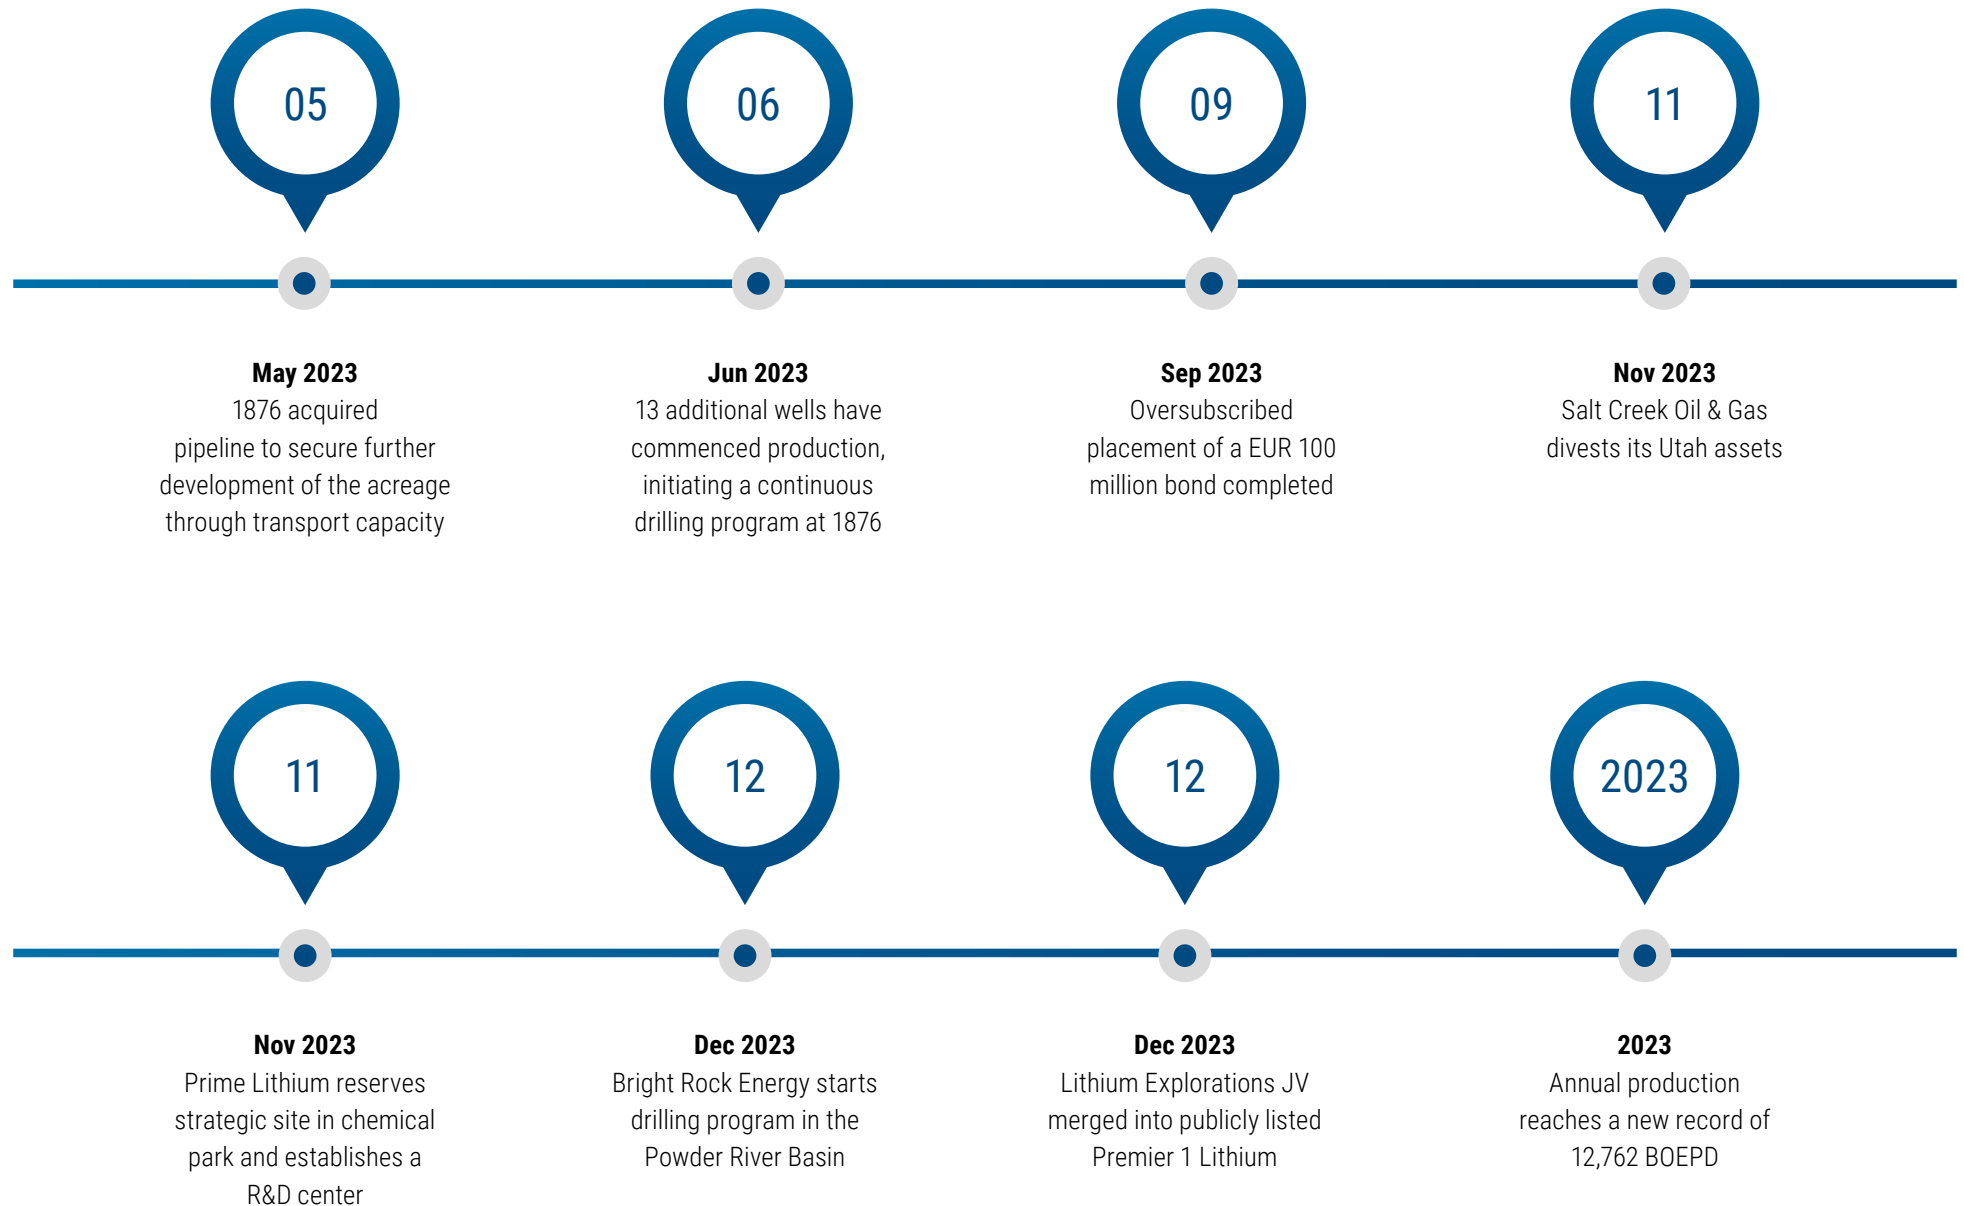 05
06
09
11
May 2023
1876 acquired
pipeline to secure further
development of the acreage
through transport capacity
Jun 2023
13 additional wells have
commenced production,
initiating a continuous
drilling program at 1876
Sep 2023
Oversubscribed
placement of a EUR 100
million bond completed
Nov 2023
Salt Creek Oil & Gas
divests its Utah assets
11
12
12
2023
Nov 2023
Prime Lithium reserves
strategic site in chemical
park and establishes a
R&D center
Dec 2023
Bright Rock Energy starts
drilling program in the
Powder River Basin
Dec 2023
Lithium Explorations JV
merged into publicly listed
Premier 1 Lithium
2023
Annual production
reaches a new record of
12,762 BOEPD